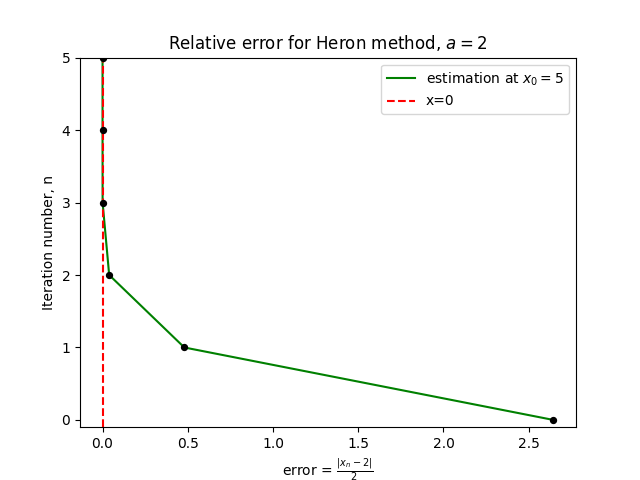 Relative error for Heron method, a = 2
estimation at x₀ = 5
x=0
Iteration number, n
5
4
3
2
1
0
0.0 0.5 1.0 1.5 2.0 2.5
error = |xₙ−2|/2